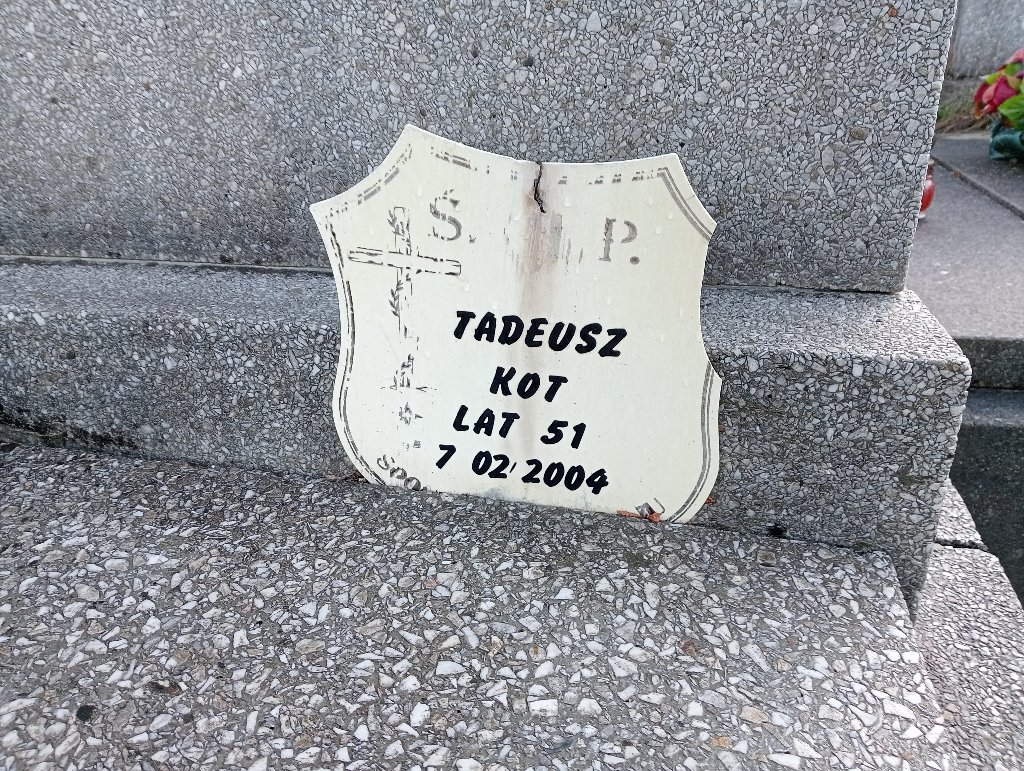 Ś. P.
TADEUSZ
KOT
LAT 51
7 02 2004